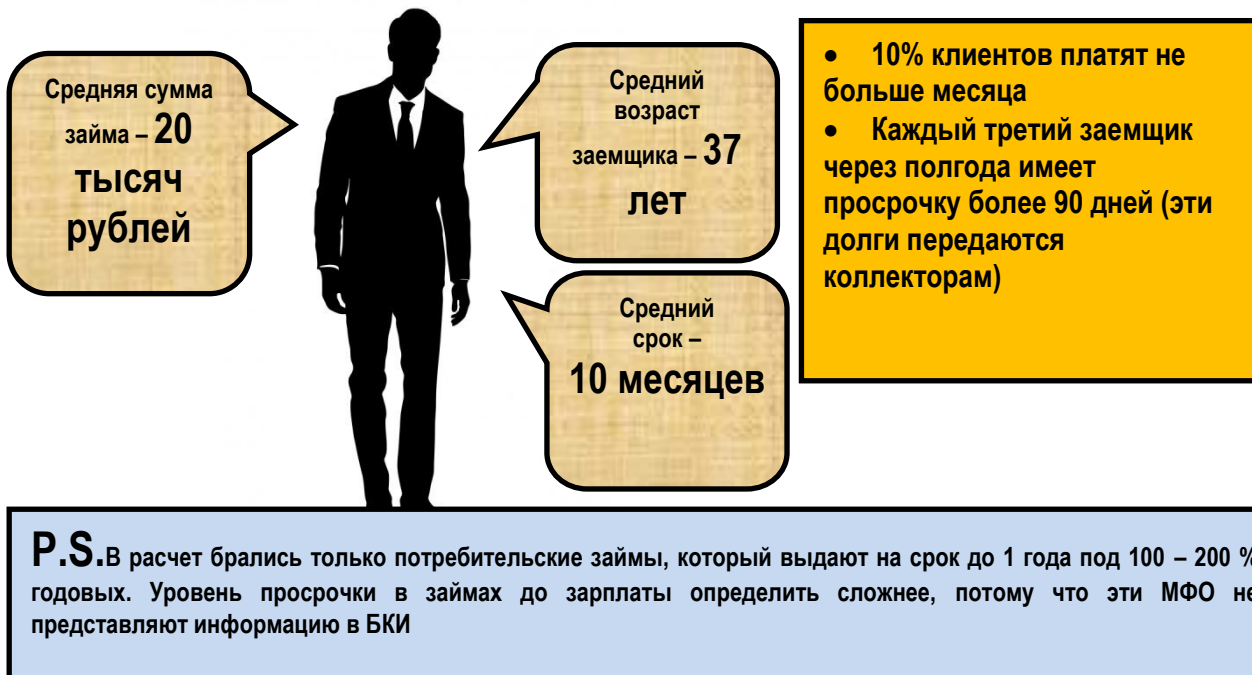 Средняя сумма
займа – 20
тысяч
рублей
Средний
возраст
заемщика – 37
лет
Средний
срок –
10 месяцев
• 10% клиентов платят не
больше месяца
• Каждый третий заемщик
через полгода имеет
просрочку более 90 дней (эти
долги передаются
коллекторам)
P.S.В расчет брались только потребительские займы, который выдают на срок до 1 года под 100 – 200 %
годовых. Уровень просрочки в займах до зарплаты определить сложнее, потому что эти МФО не
представляют информацию в БКИ